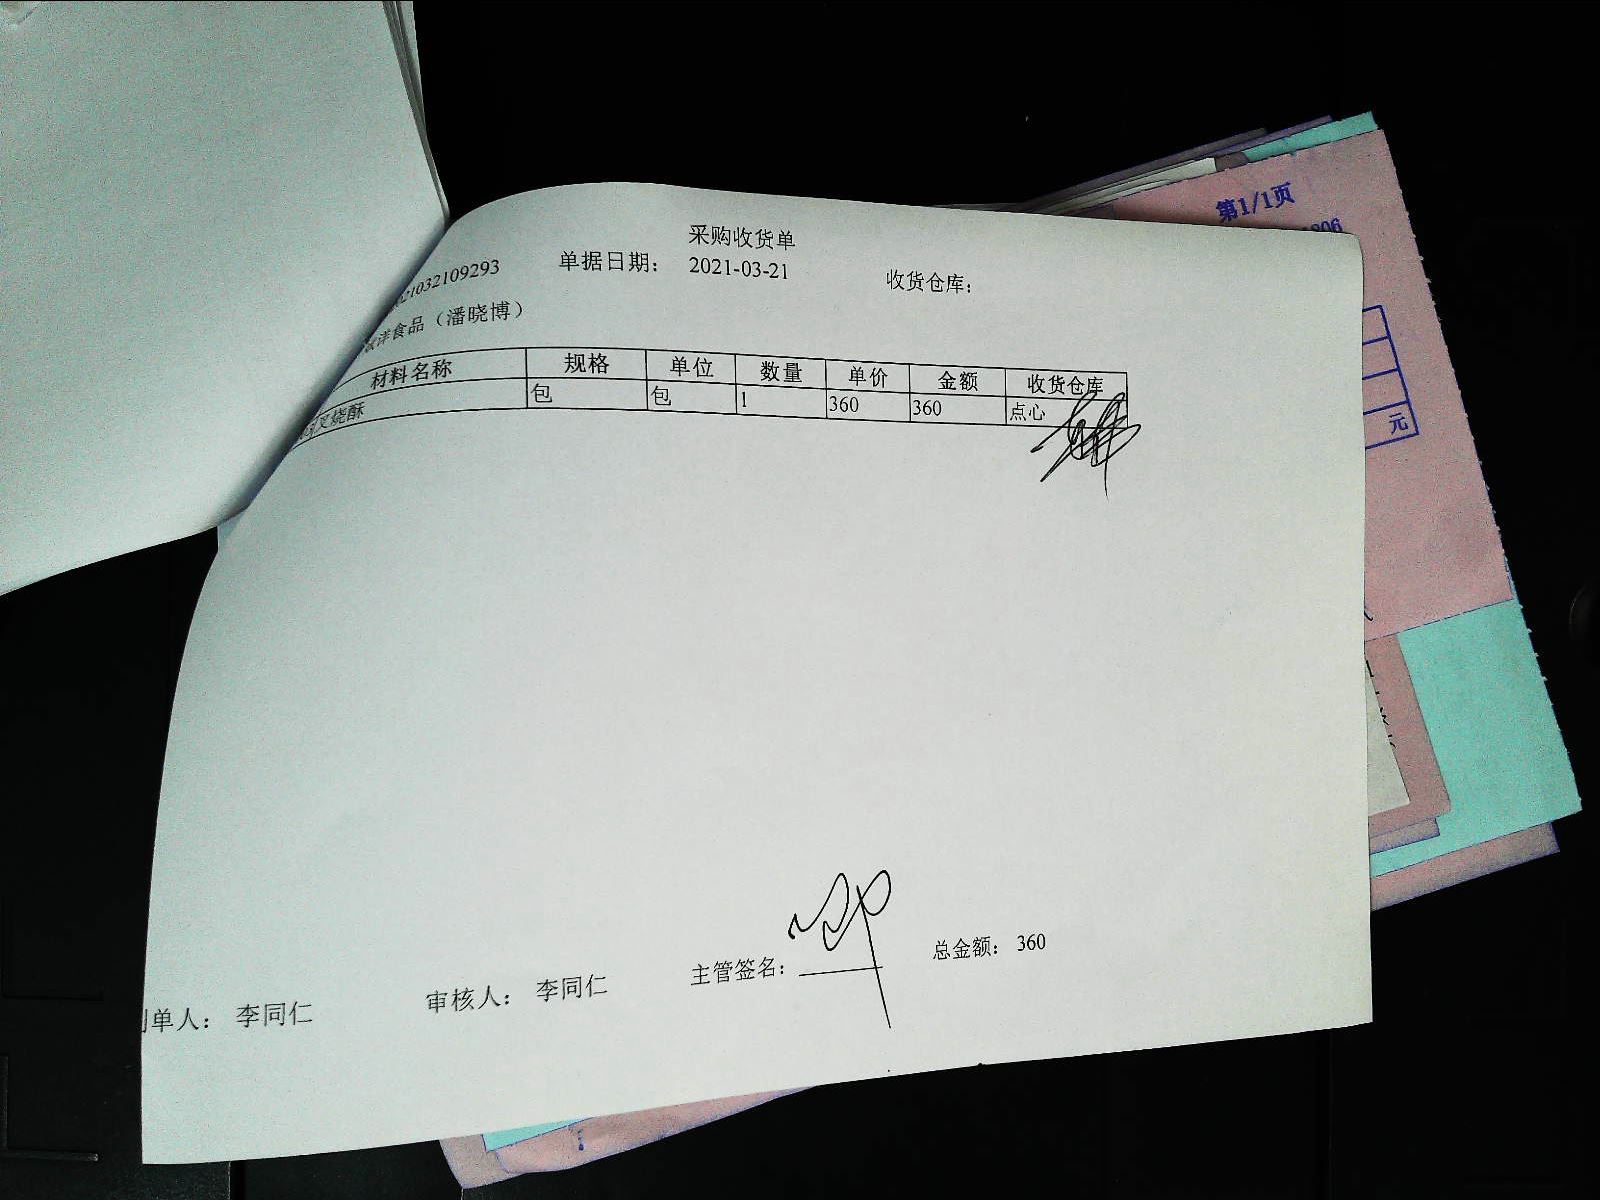 采购收货单
21032109293 单据日期： 2021-03-21 收货仓库：
洋食品（潘晓博）
材料名称 规格 单位 数量 单价 金额 收货仓库
叉烧酥 包 包 1 360 360 点心
单人： 李同仁 审核人： 李同仁 主管签名： 总金额： 360
第1/1页
元